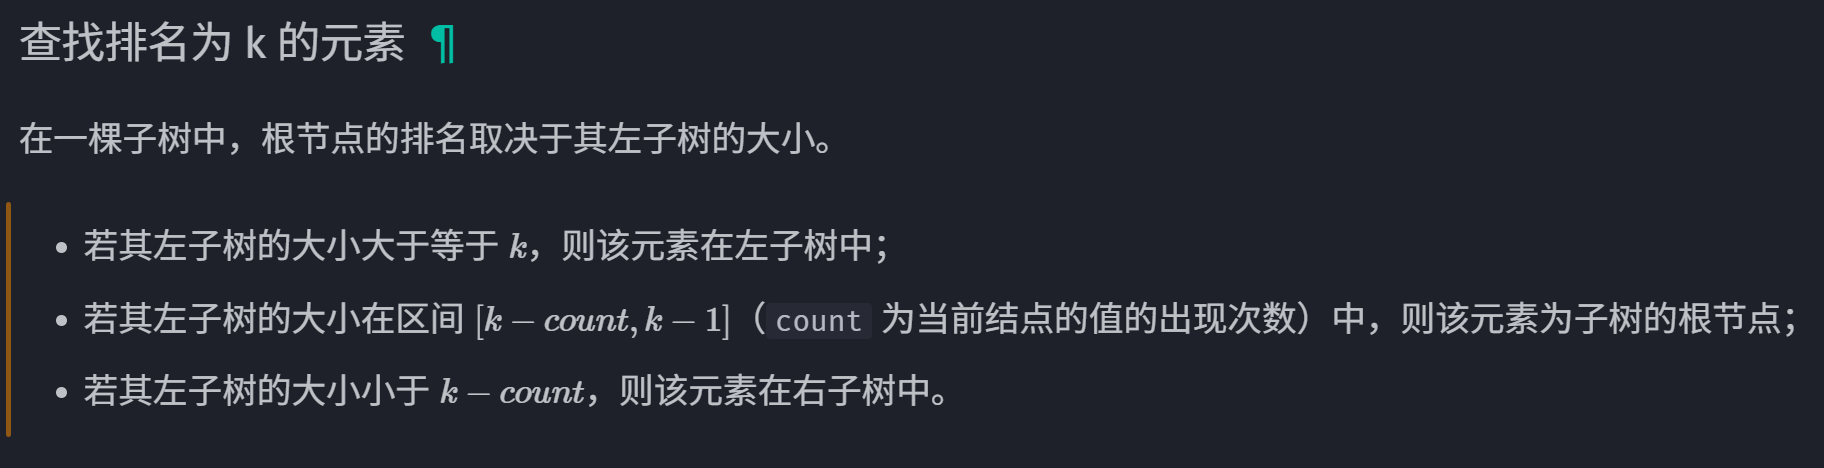 查找排名为 k 的元素 ¶
在一棵子树中，根节点的排名取决于其左子树的大小。
• 若其左子树的大小大于等于 k，则该元素在左子树中；
• 若其左子树的大小在区间 [k − count, k − 1]（count 为当前结点的值的出现次数）中，则该元素为子树的根节点；
• 若其左子树的大小小于 k − count，则该元素在右子树中。